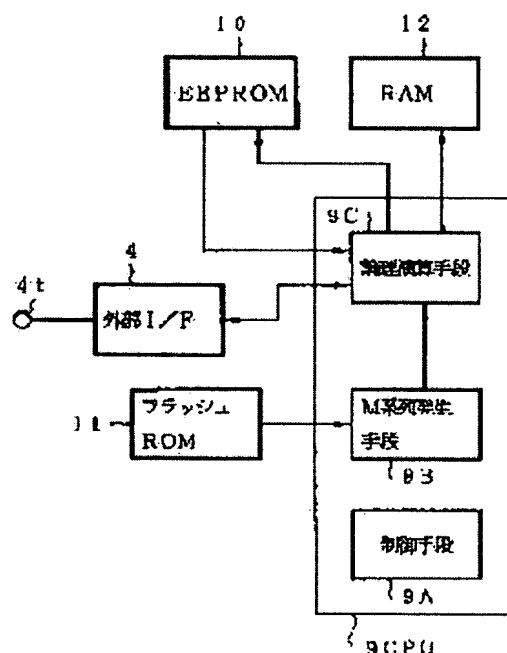 10
12
EEPROM
RAM
9C
論理演算手段
4
4t
外部I/F
フラッシュ
ROM
11
M系列発生
手段
9B
制御手段
9A
9CPU